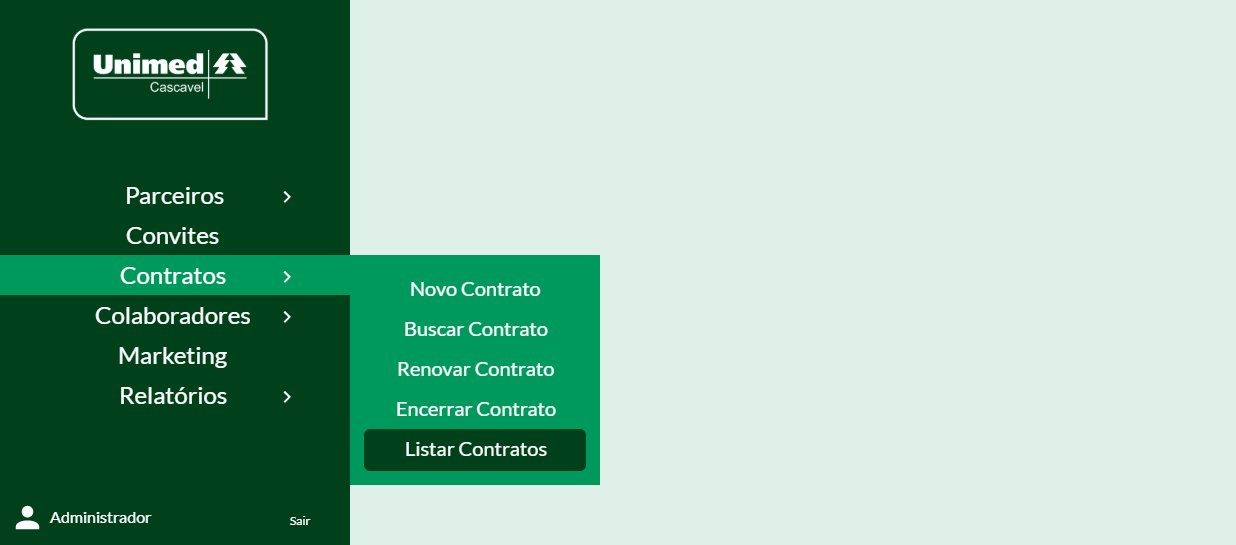 Unimed
Cascavel
Parceiros
Convites
Contratos
Colaboradores
Marketing
Relatórios
Novo Contrato
Buscar Contrato
Renovar Contrato
Encerrar Contrato
Listar Contratos
Administrador
Sair